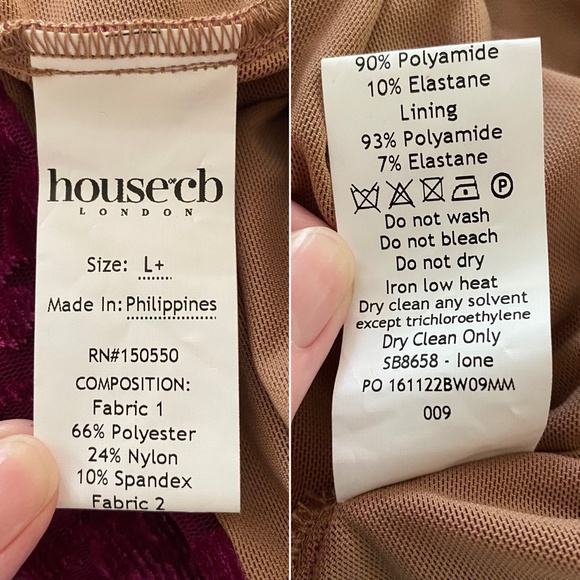 house of cb
LONDON
Size: L+
Made In: Philippines
RN#150550
COMPOSITION:
Fabric 1
66% Polyester
24% Nylon
10% Spandex
Fabric 2
90% Polyamide
10% Elastane
Lining
93% Polyamide
7% Elastane
P
Do not wash
Do not bleach
Do not dry
Iron low heat
Dry clean any solvent
except trichloroethylene
Dry Clean Only
SB8658 - Ione
PO 161122BW09MM
009